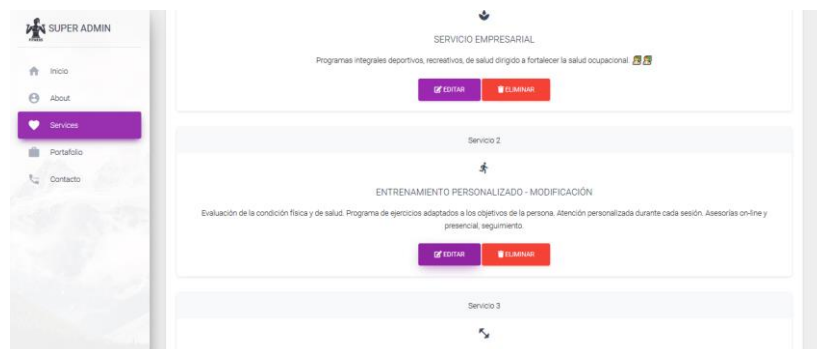 SUPER ADMIN
Inicio
About
Services
Portafolio
Contacto
SERVICIO EMPRESARIAL
Programas integrales deportivos, recreativos, de salud dirigido a fortalecer la salud ocupacional.
EDITAR ELIMINAR
Servicio 2
ENTRENAMIENTO PERSONALIZADO - MODIFICACIÓN
Evaluación de la condición física y de salud. Programa de ejercicios adaptados a los objetivos de la persona. Atención personalizada durante cada sesión. Asesorías on-line y
presencial, seguimiento.
EDITAR ELIMINAR
Servicio 3